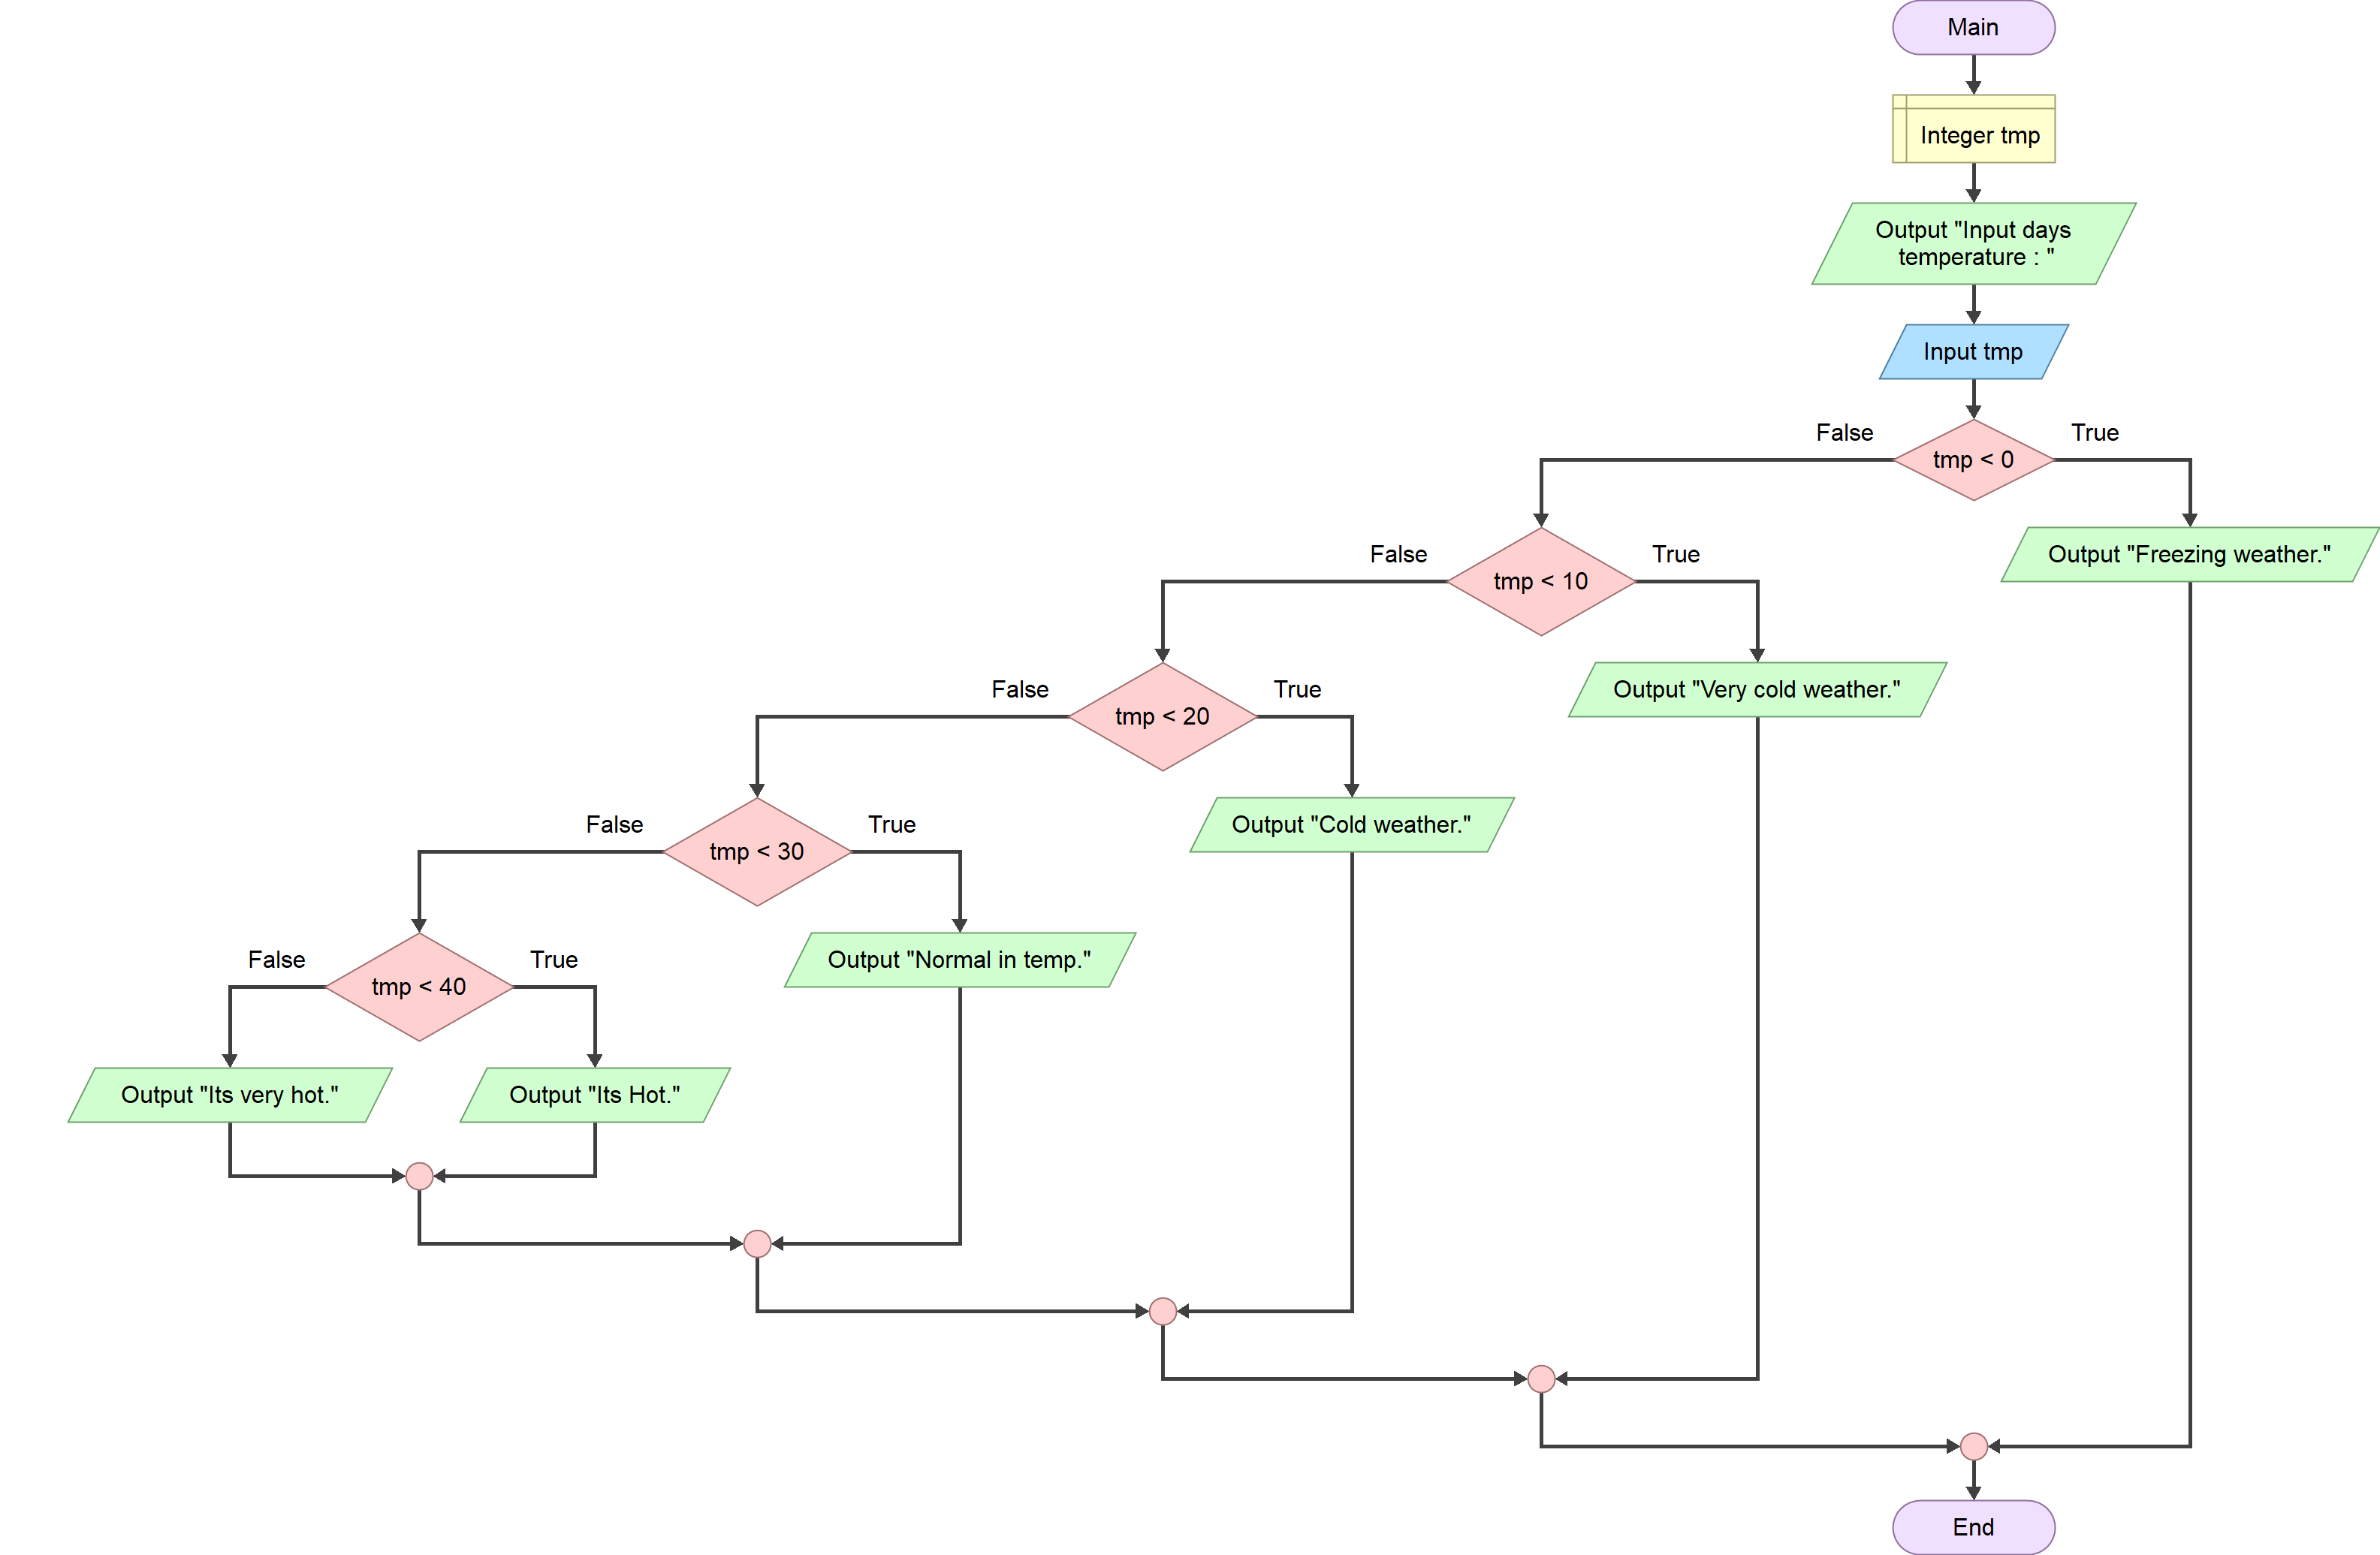 Main
Integer tmp
Output "Input days
temperature : "
Input tmp
False
True
tmp < 0
False
True
Output "Freezing weather."
tmp < 10
False
True
Output "Very cold weather."
tmp < 20
False
True
Output "Cold weather."
tmp < 30
False
True
Output "Normal in temp."
tmp < 40
Output "Its very hot."
Output "Its Hot."
End